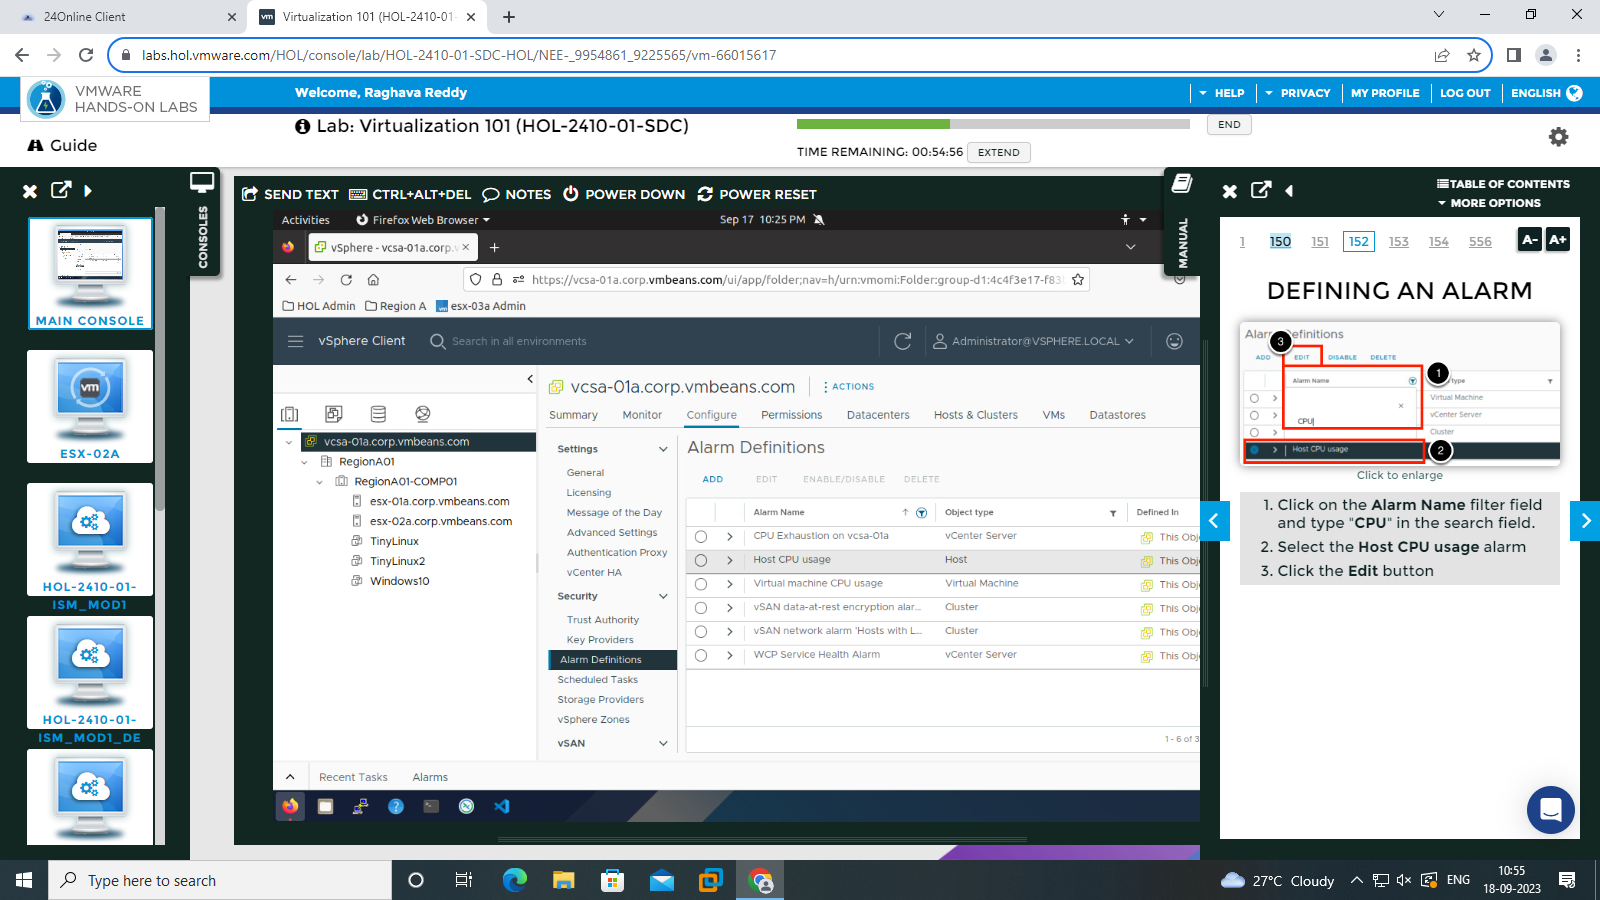 24Online Client
Virtualization 101 (HOL-2410-01-
labs.hol.vmware.com/HOL/console/lab/HOL-2410-01-SDC-HOL/NEE-_9954861_9225565/vm-66015617
VMWARE
HANDS-ON LABS
Welcome, Raghava Reddy
HELP
PRIVACY
MY PROFILE
LOG OUT
ENGLISH
Guide
Lab: Virtualization 101 (HOL-2410-01-SDC)
END
TIME REMAINING: 00:54:56
EXTEND
CONSOLES
MAIN CONSOLE
vm
ESX-02A
HOL-2410-01-
ISM_MOD1
HOL-2410-01-
ISM_MOD1_DE
SEND TEXT
CTRL+ALT+DEL
NOTES
POWER DOWN
POWER RESET
Activities
Firefox Web Browser
Sep 17 10:25 PM
vSphere - vcsa-01a.corp.v
https://vcsa-01a.corp.vmbeans.com/ui/app/folder;nav=h/urn:vmomi:Folder:group-d1:4c4f3e17-f83
HOL Admin
Region A
esx-03a Admin
vSphere Client
Search in all environments
Administrator@VSPHERE.LOCAL
vcsa-01a.corp.vmbeans.com
RegionA01
RegionA01-COMP01
esx-01a.corp.vmbeans.com
esx-02a.corp.vmbeans.com
TinyLinux
TinyLinux2
Windows10
vcsa-01a.corp.vmbeans.com
ACTIONS
Summary
Monitor
Configure
Permissions
Datacenters
Hosts & Clusters
VMs
Datastores
Settings
General
Licensing
Message of the Day
Advanced Settings
Authentication Proxy
vCenter HA
Security
Trust Authority
Key Providers
Alarm Definitions
Scheduled Tasks
Storage Providers
vSphere Zones
vSAN
Alarm Definitions
ADD
EDIT
ENABLE/DISABLE
DELETE
Alarm Name
Object type
Defined In
CPU Exhaustion on vcsa-01a
vCenter Server
This Obj
Host CPU usage
Host
This Obj
Virtual machine CPU usage
Virtual Machine
This Obj
vSAN data-at-rest encryption alar...
Cluster
This Obj
vSAN network alarm 'Hosts with L...
Cluster
This Obj
WCP Service Health Alarm
vCenter Server
This Obj
1 - 6 of 3
Recent Tasks
Alarms
MANUAL
TABLE OF CONTENTS
MORE OPTIONS
1
150
151
152
153
154
556
A-
A+
DEFINING AN ALARM
Alarm Definitions
3
ADD
EDIT
DISABLE
DELETE
Alarm Name
1
type
Virtual Machine
vCenter Server
CPU
Cluster
Host CPU usage
2
Click to enlarge
1. Click on the Alarm Name filter field
and type "CPU" in the search field.
2. Select the Host CPU usage alarm
3. Click the Edit button
Type here to search
27°C Cloudy
ENG
10:55
18-09-2023